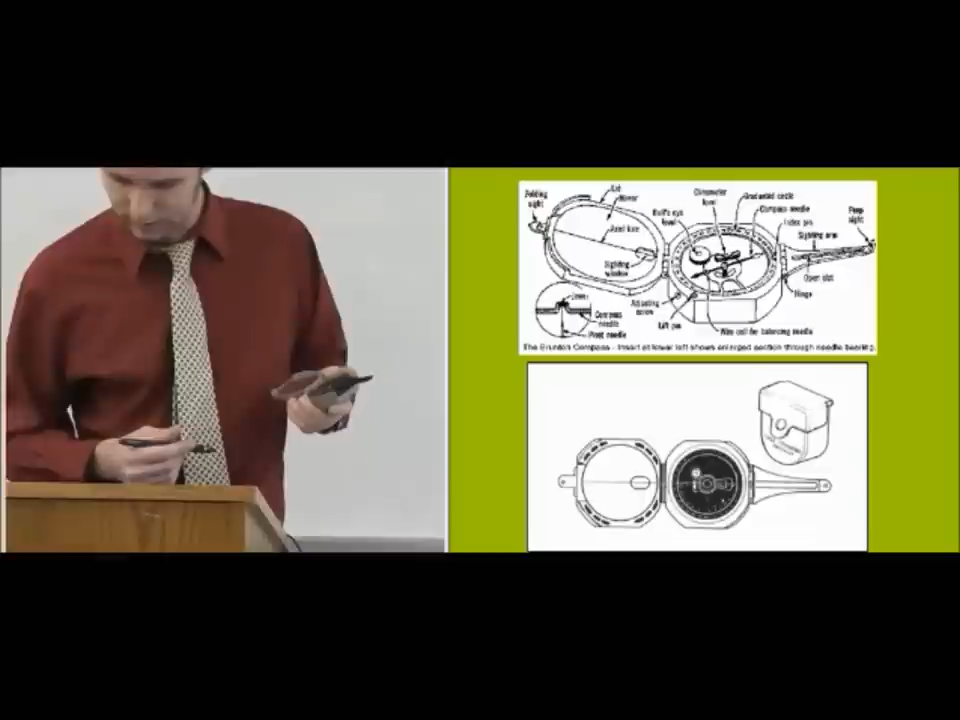 Lid
Clinometer
level
Folding
sight
Mirror
Graduated circle
Compass needle
Bull's eye
level
Index pin
Peep
sight
Axial line
Sighting arm
Sighting
window
Open slot
Hinge
Adjusting
screw
Compass
needle
Lift pin
Wire coil for balancing needle
Pivot needle
The Brunton Compass - Insert at lower left shows enlarged section through needle bearing.